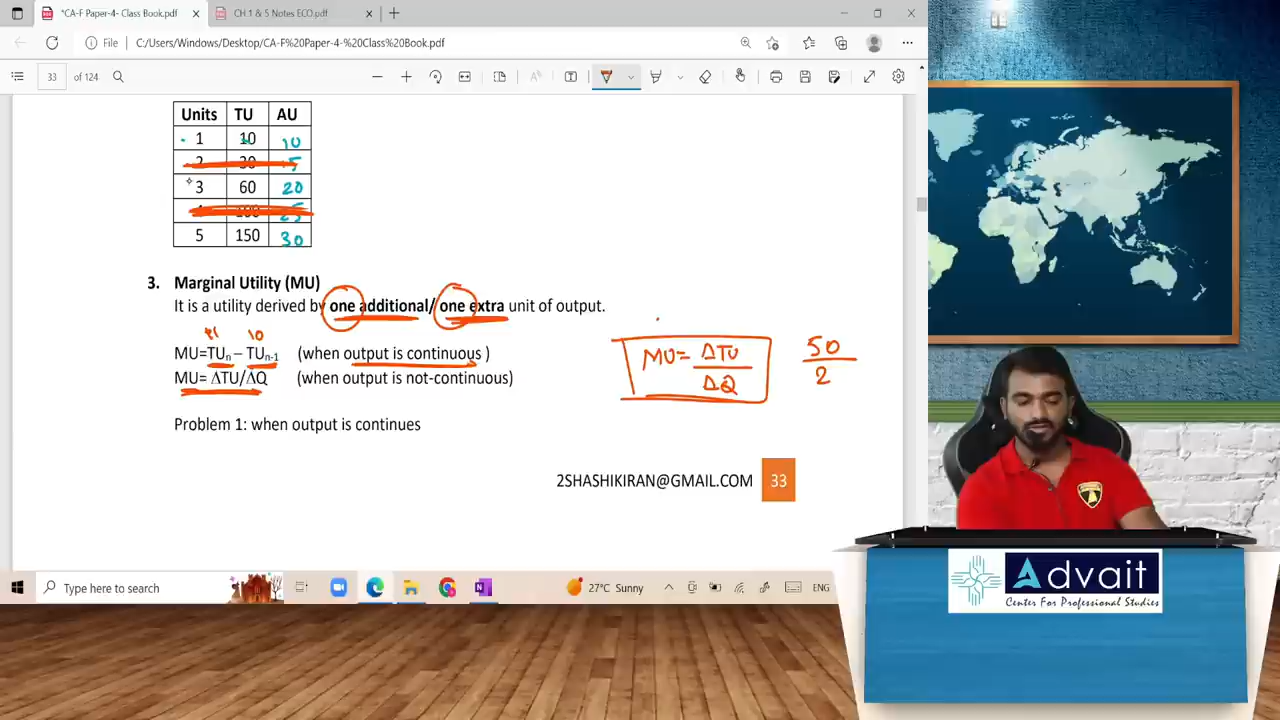 *CA-F Paper-4- Class Book.pdf
CH.1 & 5 Notes ECO.pdf
File
C:/Users/Windows/Desktop/CA-F%20Paper-4-%20Class%20Book.pdf
33 of 124
Units TU AU
1 10 10
2 30
3 60 20
100 25
5 150 30
3. Marginal Utility (MU)
It is a utility derived by one additional/ one extra unit of output.
10
MU=TUn – TUn-1 (when output is continuous )
MU= ΔTU/ΔQ (when output is not-continuous)
MU= ΔTU
ΔQ
50
2
Problem 1: when output is continues
2SHASHIKIRAN@GMAIL.COM 33
Type here to search
27°C Sunny
ENG
Advait
Center For Professional Studies